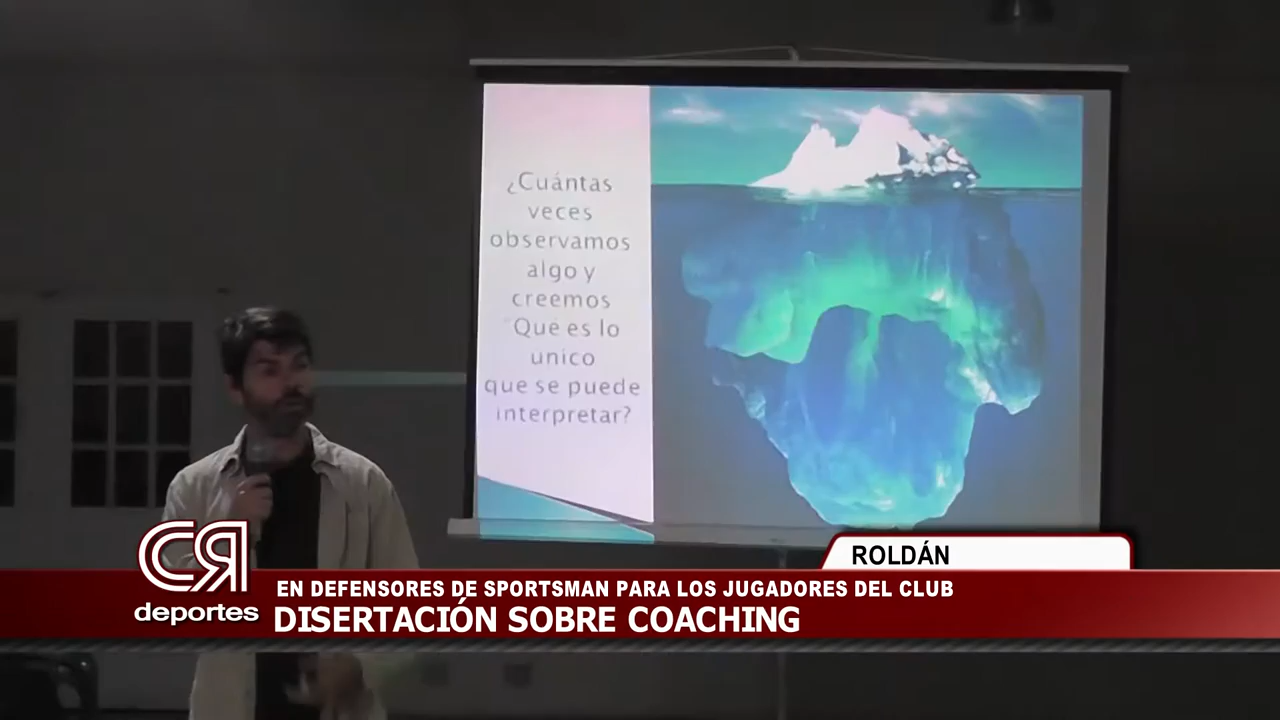 ¿Cuántas
veces
observamos
algo y
creemos
"Qué es lo
unico
que se puede
interpretar?
ROLDÁN
EN DEFENSORES DE SPORTSMAN PARA LOS JUGADORES DEL CLUB
DISERTACIÓN SOBRE COACHING
CR
deportes